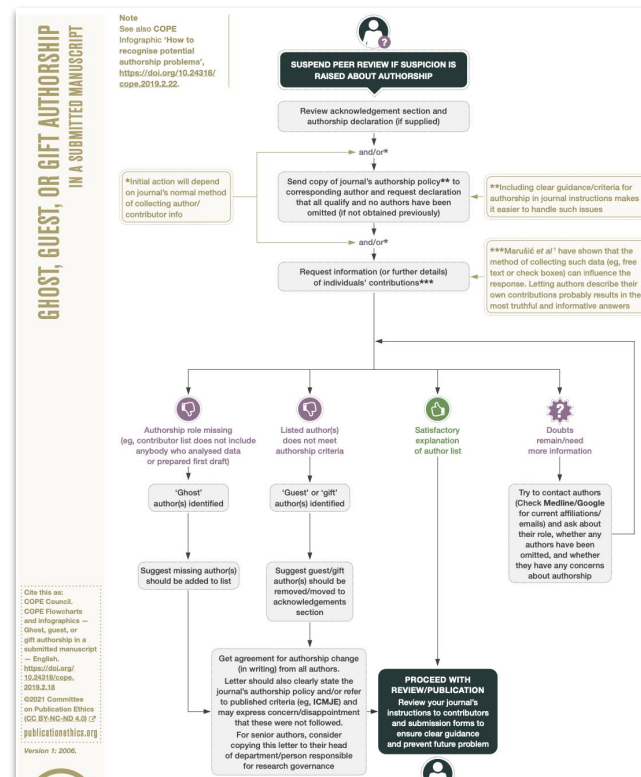 GHOST, GUEST, OR GIFT AUTHORSHIP
IN A SUBMITTED MANUSCRIPT
Note
See also COPE
Infographic ‘How to
recognise potential
authorship problems’,
https://doi.org/10.24318/
cope.2019.2.22.
SUSPEND PEER REVIEW IF SUSPICION IS
RAISED ABOUT AUTHORSHIP
Review acknowledgement section and
authorship declaration (if supplied)
and/or*
*Initial action will depend
on journal’s normal method
of collecting author/
contributor info
Send copy of journal’s authorship policy** to
corresponding author and request declaration
that all qualify and no authors have been
omitted (if not obtained previously)
**Including clear guidance/criteria for
authorship in journal instructions makes
it easier to handle such issues
and/or*
Request information (or further details)
of individuals’ contributions***
***Marušić et al¹ have shown that the
method of collecting such data (eg, free
text or check boxes) can influence the
response. Letting authors describe their
own contributions probably results in the
most truthful and informative answers
Authorship role missing
(eg, contributor list does not include
anybody who analysed data
or prepared first draft)
‘Ghost’
author(s) identified
Suggest missing author(s)
should be added to list
Listed author(s)
does not meet
authorship criteria
‘Guest’ or ‘gift’
author(s) identified
Suggest guest/gift
author(s) should be
removed/moved to
acknowledgements
section
Satisfactory
explanation
of author list
Doubts
remain/need
more information
Try to contact authors
(Check Medline/Google
for current affiliations/
emails) and ask about
their role, whether any
authors have been
omitted, and whether
they have any concerns
about authorship
Get agreement for authorship change
(in writing) from all authors.
Letter should also clearly state the
journal’s authorship policy and/or refer
to published criteria (eg, ICMJE) and
may express concern/disappointment
that these were not followed.
For senior authors, consider
copying this letter to their head
of department/person responsible
for research governance
PROCEED WITH
REVIEW/PUBLICATION
Review your journal’s
instructions to contributors
and submission forms to
ensure clear guidance
and prevent future problem
Cite this as:
COPE Council.
COPE Flowcharts
and infographics —
Ghost, guest, or
gift authorship in a
submitted manuscript
— English.
https://doi.org/
10.24318/cope.
2019.2.18
©2021 Committee
on Publication Ethics
(CC BY-NC-ND 4.0)
publicationethics.org
Version 1: 2006.